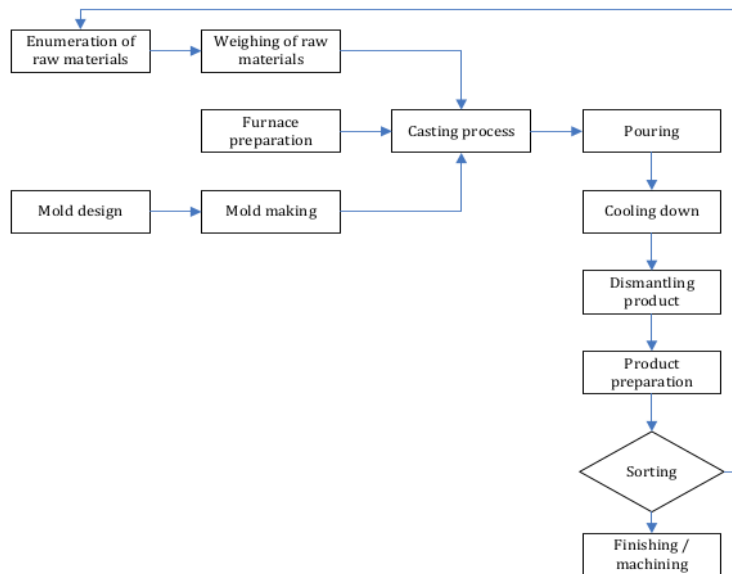 Enumeration of
raw materials
Weighing of raw
materials
Furnace
preparation
Casting process
Pouring
Mold design
Mold making
Cooling down
Dismantling
product
Product
preparation
Sorting
Finishing /
machining